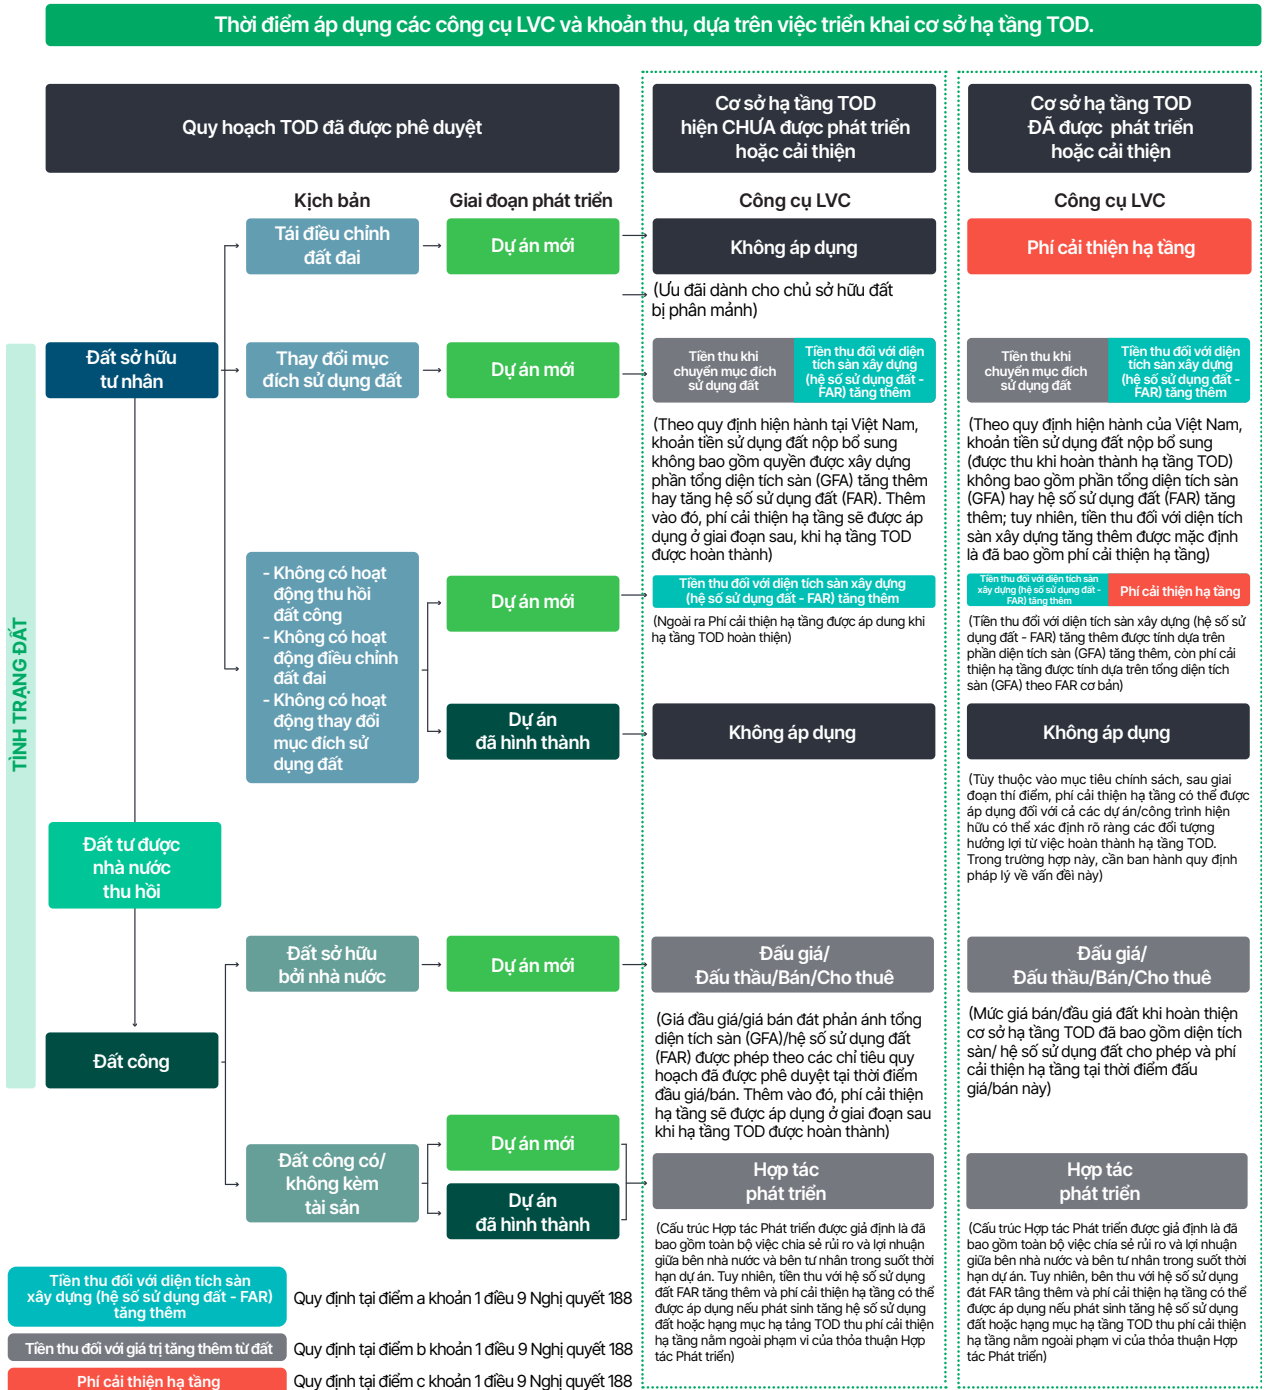 Thời điểm áp dụng các công cụ LVC và khoản thu, dựa trên việc triển khai cơ sở hạ tầng TOD.
Quy hoạch TOD đã được phê duyệt
Cơ sở hạ tầng TOD
hiện CHƯA được phát triển
hoặc cải thiện
Cơ sở hạ tầng TOD
ĐÃ được phát triển
hoặc cải thiện
Kịch bản
Giai đoạn phát triển
Công cụ LVC
Công cụ LVC
Tái điều chỉnh
đất đai
Dự án mới
Không áp dụng
Phí cải thiện hạ tầng
(Ưu đãi dành cho chủ sở hữu đất
bị phân mảnh)
TÌNH TRẠNG ĐẤT
Đất sở hữu
tư nhân
Thay đổi mục
đích sử dụng đất
Dự án mới
Tiền thu khi
chuyển mục đích
sử dụng đất
Tiền thu đối với diện
tích sàn xây dựng
(hệ số sử dụng đất -
FAR) tăng thêm
Tiền thu khi
chuyển mục đích
sử dụng đất
Tiền thu đối với diện
tích sàn xây dựng
(hệ số sử dụng đất -
FAR) tăng thêm
(Theo quy định hiện hành tại Việt Nam,
khoản tiền sử dụng đất nộp bổ sung
không bao gồm quyền được xây dựng
phần tổng diện tích sàn (GFA) tăng thêm
hay tăng hệ số sử dụng đất (FAR). Thêm
vào đó, phí cải thiện hạ tầng sẽ được áp
dụng ở giai đoạn sau, khi hạ tầng TOD
được hoàn thành)
(Theo quy định hiện hành của Việt Nam,
khoản tiền sử dụng đất nộp bổ sung
(được thu khi hoàn thành hạ tầng TOD)
không bao gồm phần tổng diện tích sàn
(GFA) hay hệ số sử dụng đất (FAR) tăng
thêm; tuy nhiên, tiền thu đối với diện tích
sàn xây dựng tăng thêm được mặc định
là đã bao gồm phí cải thiện hạ tầng)
- Không có hoạt
động thu hồi
đất công
- Không có hoạt
động điều chỉnh
đất đai
- Không có hoạt
động thay đổi
mục đích sử
dụng đất
Dự án mới
Tiền thu đối với diện tích sàn xây dựng
(hệ số sử dụng đất - FAR) tăng thêm
(Ngoài ra Phí cải thiện hạ tầng được áp dung khi
hạ tầng TOD hoàn thiện)
Tiền thu đối với diện tích sàn
xây dựng (hệ số sử dụng đất -
FAR) tăng thêm
Phí cải thiện hạ tầng
(Tiền thu đối với diện tích sàn xây dựng (hệ số sử
dụng đất - FAR) tăng thêm được tính dựa trên
phần diện tích sàn (GFA) tăng thêm, còn phí cải
thiện hạ tầng được tính dựa trên tổng diện tích
sàn (GFA) theo FAR cơ bản)
Dự án
đã hình thành
Không áp dụng
Không áp dụng
(Tùy thuộc vào mục tiêu chính sách, sau giai
đoạn thí điểm, phí cải thiện hạ tầng có thể được
áp dụng đối với cả các dự án/công trình hiện
hữu có thể xác định rõ ràng các đối tượng
hưởng lợi từ việc hoàn thành hạ tầng TOD.
Trong trường hợp này, cần ban hành quy định
pháp lý về vấn đềi này)
Đất tư được
nhà nước
thu hồi
Đất sở hữu
bởi nhà nước
Dự án mới
Đấu giá/
Đấu thầu/Bán/Cho thuê
Đấu giá/
Đấu thầu/Bán/Cho thuê
(Giá đấu giá/giá bán đát phản ánh tổng
diện tích sàn (GFA)/hệ số sử dụng đất
(FAR) được phép theo các chỉ tiêu quy
hoạch đã được phê duyệt tại thời điểm
đầu giá/bán. Thêm vào đó, phí cải thiện
hạ tầng sẽ được áp dụng ở giai đoạn sau
khi hạ tầng TOD được hoàn thành)
(Mức giá bán/đầu giá đất khi hoàn thiện
cơ sở hạ tầng TOD đã bao gồm diện tích
sàn/ hệ số sử dụng đất cho phép và phí
cải thiện hạ tầng tại thời điểm đấu
giá/bán này)
Đất công
Đất công có/
không kèm
tài sản
Dự án mới
Dự án
đã hình thành
Hợp tác
phát triển
Hợp tác
phát triển
(Cấu trúc Hợp tác Phát triển được giả định là đã
bao gồm toàn bộ việc chia sẻ rủi ro và lợi nhuận
giữa bên nhà nước và bên tư nhân trong suốt thời
hạn dự án. Tuy nhiên, tiền thu với hệ số sử dụng
đất FAR tăng thêm và phí cải thiện hạ tầng có thể
được áp dụng nếu phát sinh tăng hệ số sử dụng
đất hoặc hạng mục hạ tảng TOD thu phí cải thiện
hạ tầng nằm ngoài phạm vi của thỏa thuận Hợp
tác Phát triển)
(Cấu trúc Hợp tác Phát triển được giả định là đã
bao gồm toàn bộ việc chía sẻ rủi ro và lợi nhuận
giữa bên nhà nước và bên tư nhân trong suốt thời
hạn dự án. Tuy nhiên, bên thu với hệ số sử dụng
đát FAR tâng thêm và phí cải thiện hạ tầng có thể
được áp dụng nếu phát sinh tăng hệ số sử dụng
đất hoặc hạng mục hạ tầng TOD thu phí cải thiện
hạ tầng nằm ngoài phạm vi của thỏa thuận Hợp
tác Phát triển)
Tiền thu đối với diện tích sàn
xây dựng (hệ số sử dụng đất - FAR)
tăng thêm
Quy định tại điểm a khoản 1 điều 9 Nghị quyết 188
Tiền thu đối với giá trị tăng thêm từ đất
Quy định tại điểm b khoản 1 điều 9 Nghị quyết 188
Phí cải thiện hạ tầng
Quy định tại điểm c khoản 1 điều 9 Nghị quyết 188